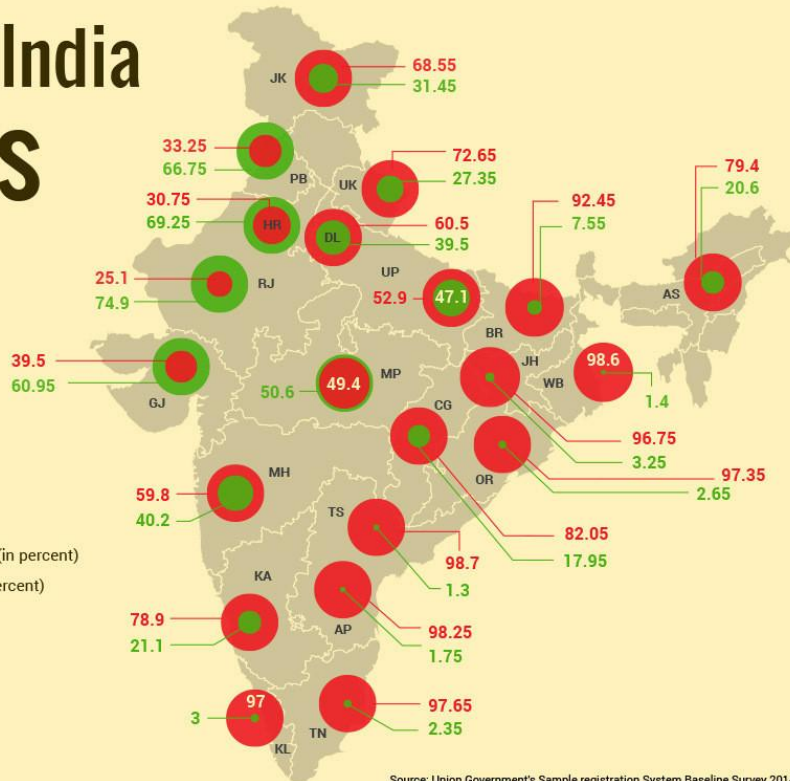 India
s
JK
68.55
31.45
33.25
66.75
PB
UK
72.65
27.35
30.75
69.25
HR
DL
60.5
39.5
92.45
7.55
79.4
20.6
AS
25.1
74.9
RJ
UP
52.9
47.1
BR
39.5
60.95
GJ
50.6
49.4
MP
JH
WB
98.6
1.4
CG
96.75
3.25
OR
97.35
2.65
MH
59.8
40.2
TS
82.05
17.95
(in percent)
ercent)
98.7
1.3
KA
78.9
21.1
AP
98.25
1.75
97
3
KL
TN
97.65
2.35
Source: Union Government's Sample registration System Baseline Survey 201